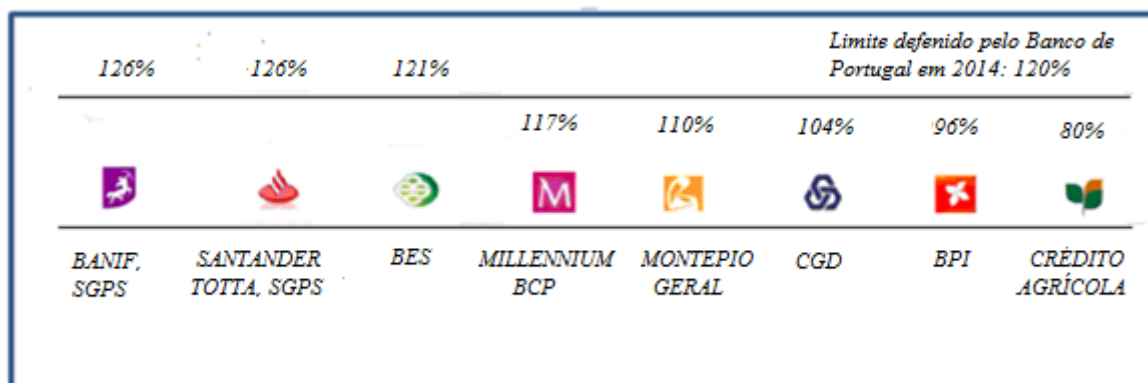 Limite defenido pelo Banco de
Portugal em 2014: 120%
126% 126% 121%
117% 110% 104% 96% 80%
M
BANIF, SGPS
SANTANDER TOTTA, SGPS
BES
MILLENNIUM BCP
MONTEPIO GERAL
CGD
BPI
CRÉDITO AGRÍCOLA